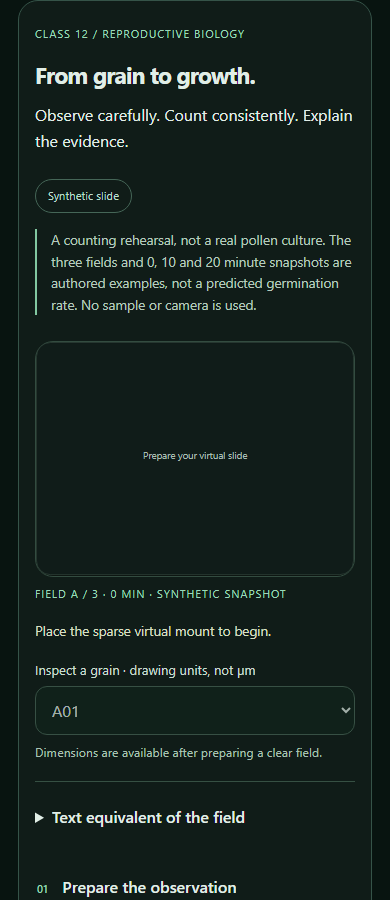 CLASS 12 / REPRODUCTIVE BIOLOGY
From grain to growth.
Observe carefully. Count consistently. Explain
the evidence.
Synthetic slide
A counting rehearsal, not a real pollen culture. The
three fields and 0, 10 and 20 minute snapshots are
authored examples, not a predicted germination
rate. No sample or camera is used.
Prepare your virtual slide
FIELD A / 3 · 0 MIN · SYNTHETIC SNAPSHOT
Place the sparse virtual mount to begin.
Inspect a grain · drawing units, not µm
A01
Dimensions are available after preparing a clear field.
Text equivalent of the field
01 Prepare the observation